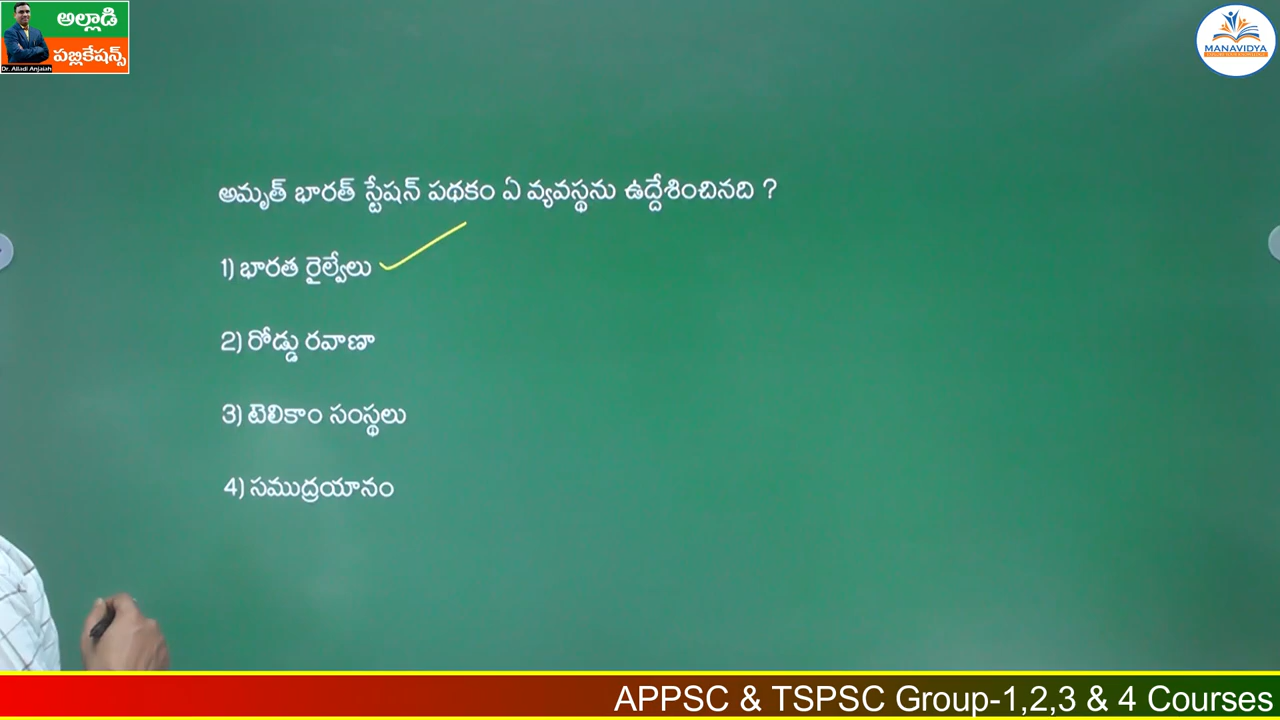 అల్లాడి
పబ్లికేషన్స్
Dr. Alladi Anjaiah
MANAVIDYA
అమృత్ భారత్ స్టేషన్ పథకం ఏ వ్యవస్థను ఉద్దేశించినది ?
1) భారత రైల్వేలు
2) రోడ్డు రవాణా
3) టెలికాం సంస్థలు
4) సముద్రయానం
APPSC & TSPSC Group-1,2,3 & 4 Courses